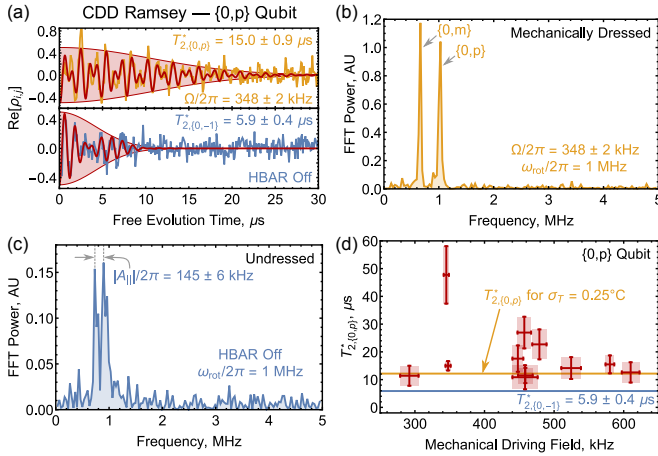 (a) CDD Ramsey — {0,p} Qubit
0.8
0.4
0.0
-0.4
T*2,{0,p} = 15.0 ± 0.9 μs
Ω/2π = 348 ± 2 kHz
Re[ρi,j]
0.4
0.0
-0.4
T*2,{0,-1} = 5.9 ± 0.4 μs
HBAR Off
0 5 10 15 20 25 30
Free Evolution Time, μs
(b)
Mechanically Dressed
FFT Power, AU
1.2
1.0
0.8
0.6
0.4
0.2
0.0
{0,m}
{0,p}
Ω/2π = 348 ± 2 kHz
ωrot/2π = 1 MHz
0 1 2 3 4 5
Frequency, MHz
(c)
Undressed
FFT Power, AU
0.15
0.10
0.05
0.00
|A|||/2π = 145 ± 6 kHz
HBAR Off
ωrot/2π = 1 MHz
0 1 2 3 4 5
Frequency, MHz
(d)
{0,p} Qubit
T*2,{0,p}, μs
60
50
40
30
20
10
0
T*2,{0,p} for σT = 0.25°C
T*2,{0,-1} = 5.9 ± 0.4 μs
300 400 500 600
Mechanical Driving Field, kHz